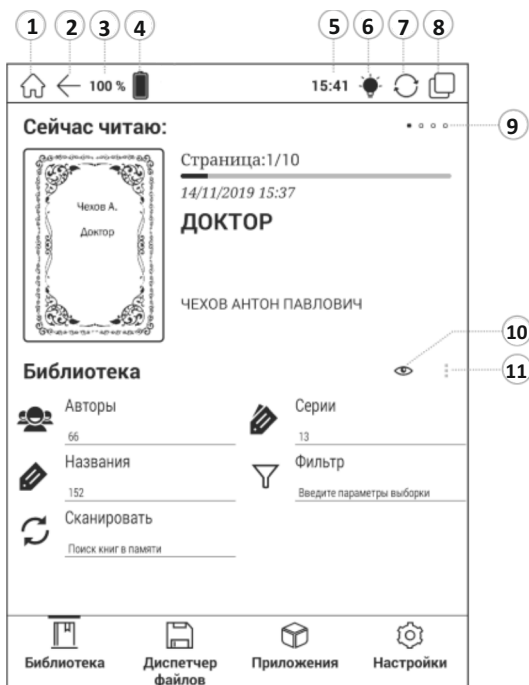 1 2 3 4 5 6 7 8
100 % 15:41
Сейчас читаю:
9
Чехов А.
Доктор
Страница:1/10
14/11/2019 15:37
ДОКТОР
ЧЕХОВ АНТОН ПАВЛОВИЧ
10
Библиотека
11
Авторы
66
Серии
13
Названия
152
Фильтр
Введите параметры выборки
Сканировать
Поиск книг в памяти
Библиотека
Диспетчер
файлов
Приложения
Настройки